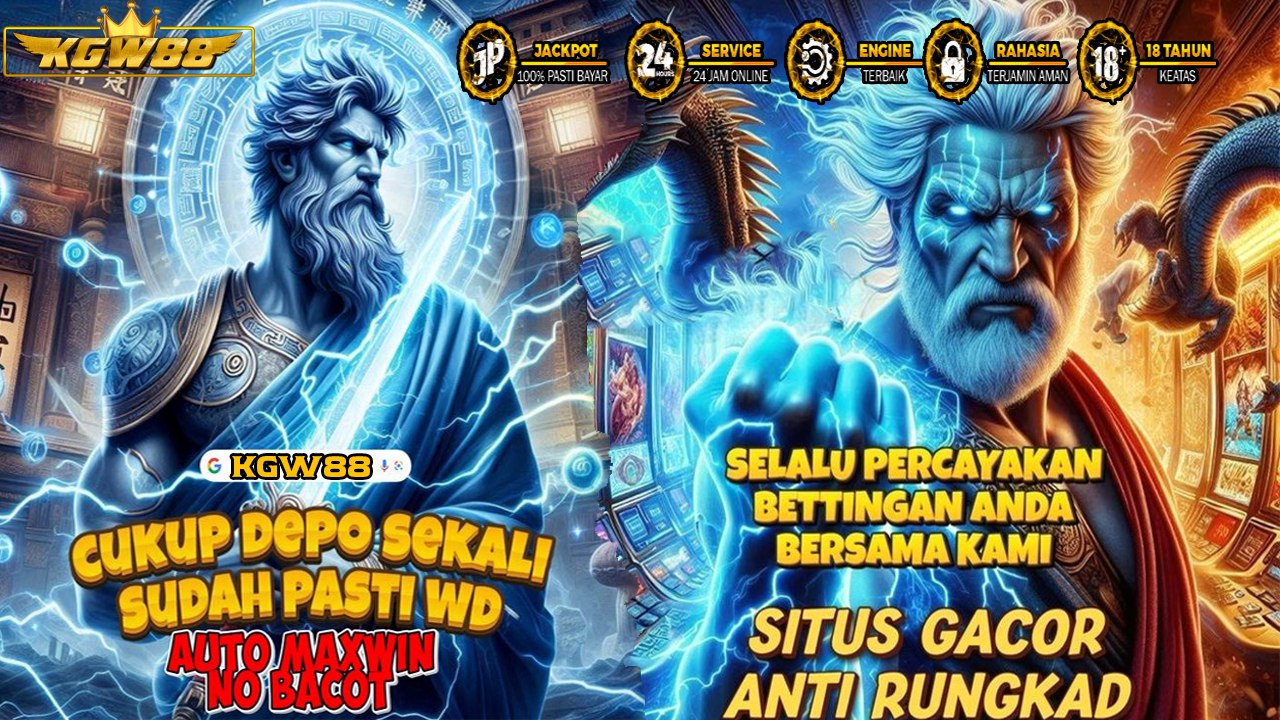 KGW88
JP
JACKPOT
100% PASTI BAYAR
24
HOURS
SERVICE
24 JAM ONLINE
ENGINE
TERBAIK
RAHASIA
TERJAMIN AMAN
18+
18 TAHUN
KEATAS
G KGW88
CUKUP DEPO SEKALI
SUDAH PASTI WD
AUTO MAXWIN
NO BACOT
SELALU PERCAYAKAN
BETTINGAN ANDA
BERSAMA KAMI
SITUS GACOR
ANTI RUNGKAD